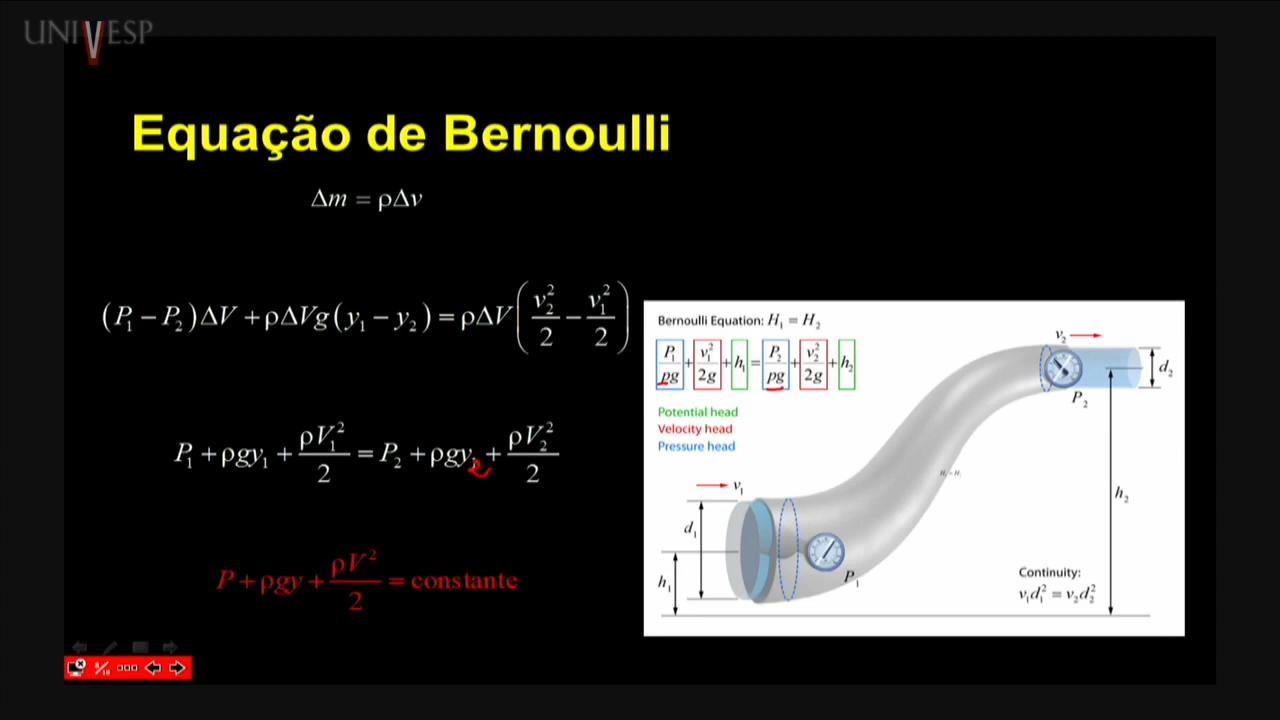 UNIVESP
Equação de Bernoulli
Δm = ρΔv
(P₁ − P₂)ΔV + ρΔVg(y₁ − y₂) = ρΔV(v₂²/2 − v₁²/2)
P₁ + ρgy₁ + ρV₁²/2 = P₂ + ρgy₂ + ρV₂²/2
P + ρgy + ρV²/2 = constante
Bernoulli Equation: H₁ = H₂
P₁/pg + v₁²/2g + h₁ = P₂/pg + v₂²/2g + h₂
Potential head
Velocity head
Pressure head
v₂
d₂
P₂
h₂
v₁
d₁
h₁
P₁
Continuity:
v₁d₁² = v₂d₂²